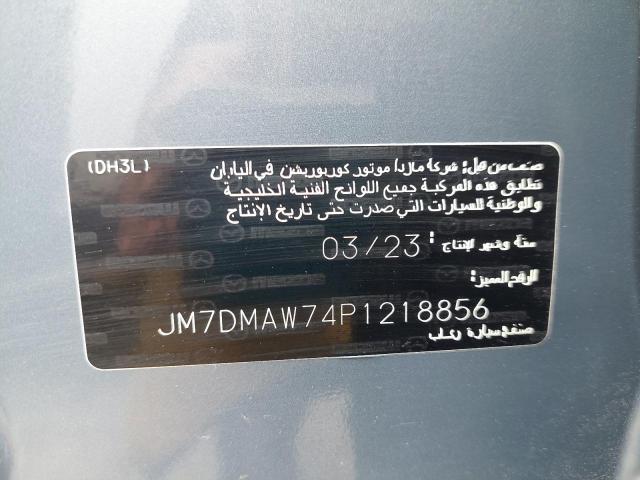 (DH3L)
صنعت من قبل: شركة مازدا موتور كوربوريشن في اليابان
تطابق هذه المركبة جميع اللوائح الفنية الخليجية
والوطنية للسيارات التي صدرت حتى تاريخ الإنتاج
سنة وشهر الإنتاج : 03/23
الرقم المميز:
JM7DMAW74P1218856
صنف سيارة ركاب